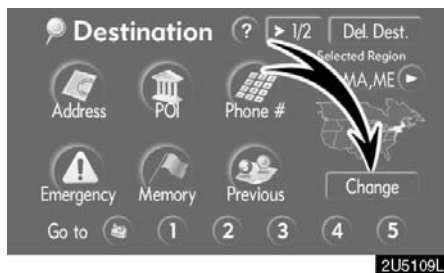 Destination ? > 1/2 Del. Dest.
Selected Region
MA,ME
Address POI Phone #
Emergency Memory Previous Change
Go to 1 2 3 4 5
2U5109L